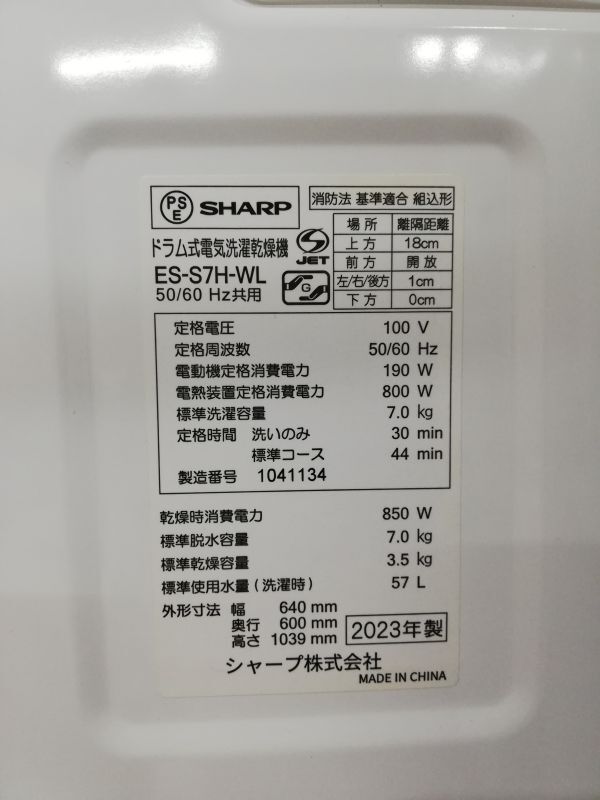 PS
E
SHARP
消防法 基準適合 組込形
場所 離隔距離
上方 18cm
前方 開放
左/右/後方 1cm
下方 0cm
ドラム式電気洗濯乾燥機
JET
ES-S7H-WL
50/60 Hz共用
G
定格電圧 100 V
定格周波数 50/60 Hz
電動機定格消費電力 190 W
電熱装置定格消費電力 800 W
標準洗濯容量 7.0 kg
定格時間 洗いのみ 30 min
標準コース 44 min
製造番号 1041134
乾燥時消費電力 850 W
標準脱水容量 7.0 kg
標準乾燥容量 3.5 kg
標準使用水量(洗濯時) 57 L
外形寸法 幅 640 mm
奥行 600 mm
高さ 1039 mm
2023年製
シャープ株式会社
MADE IN CHINA